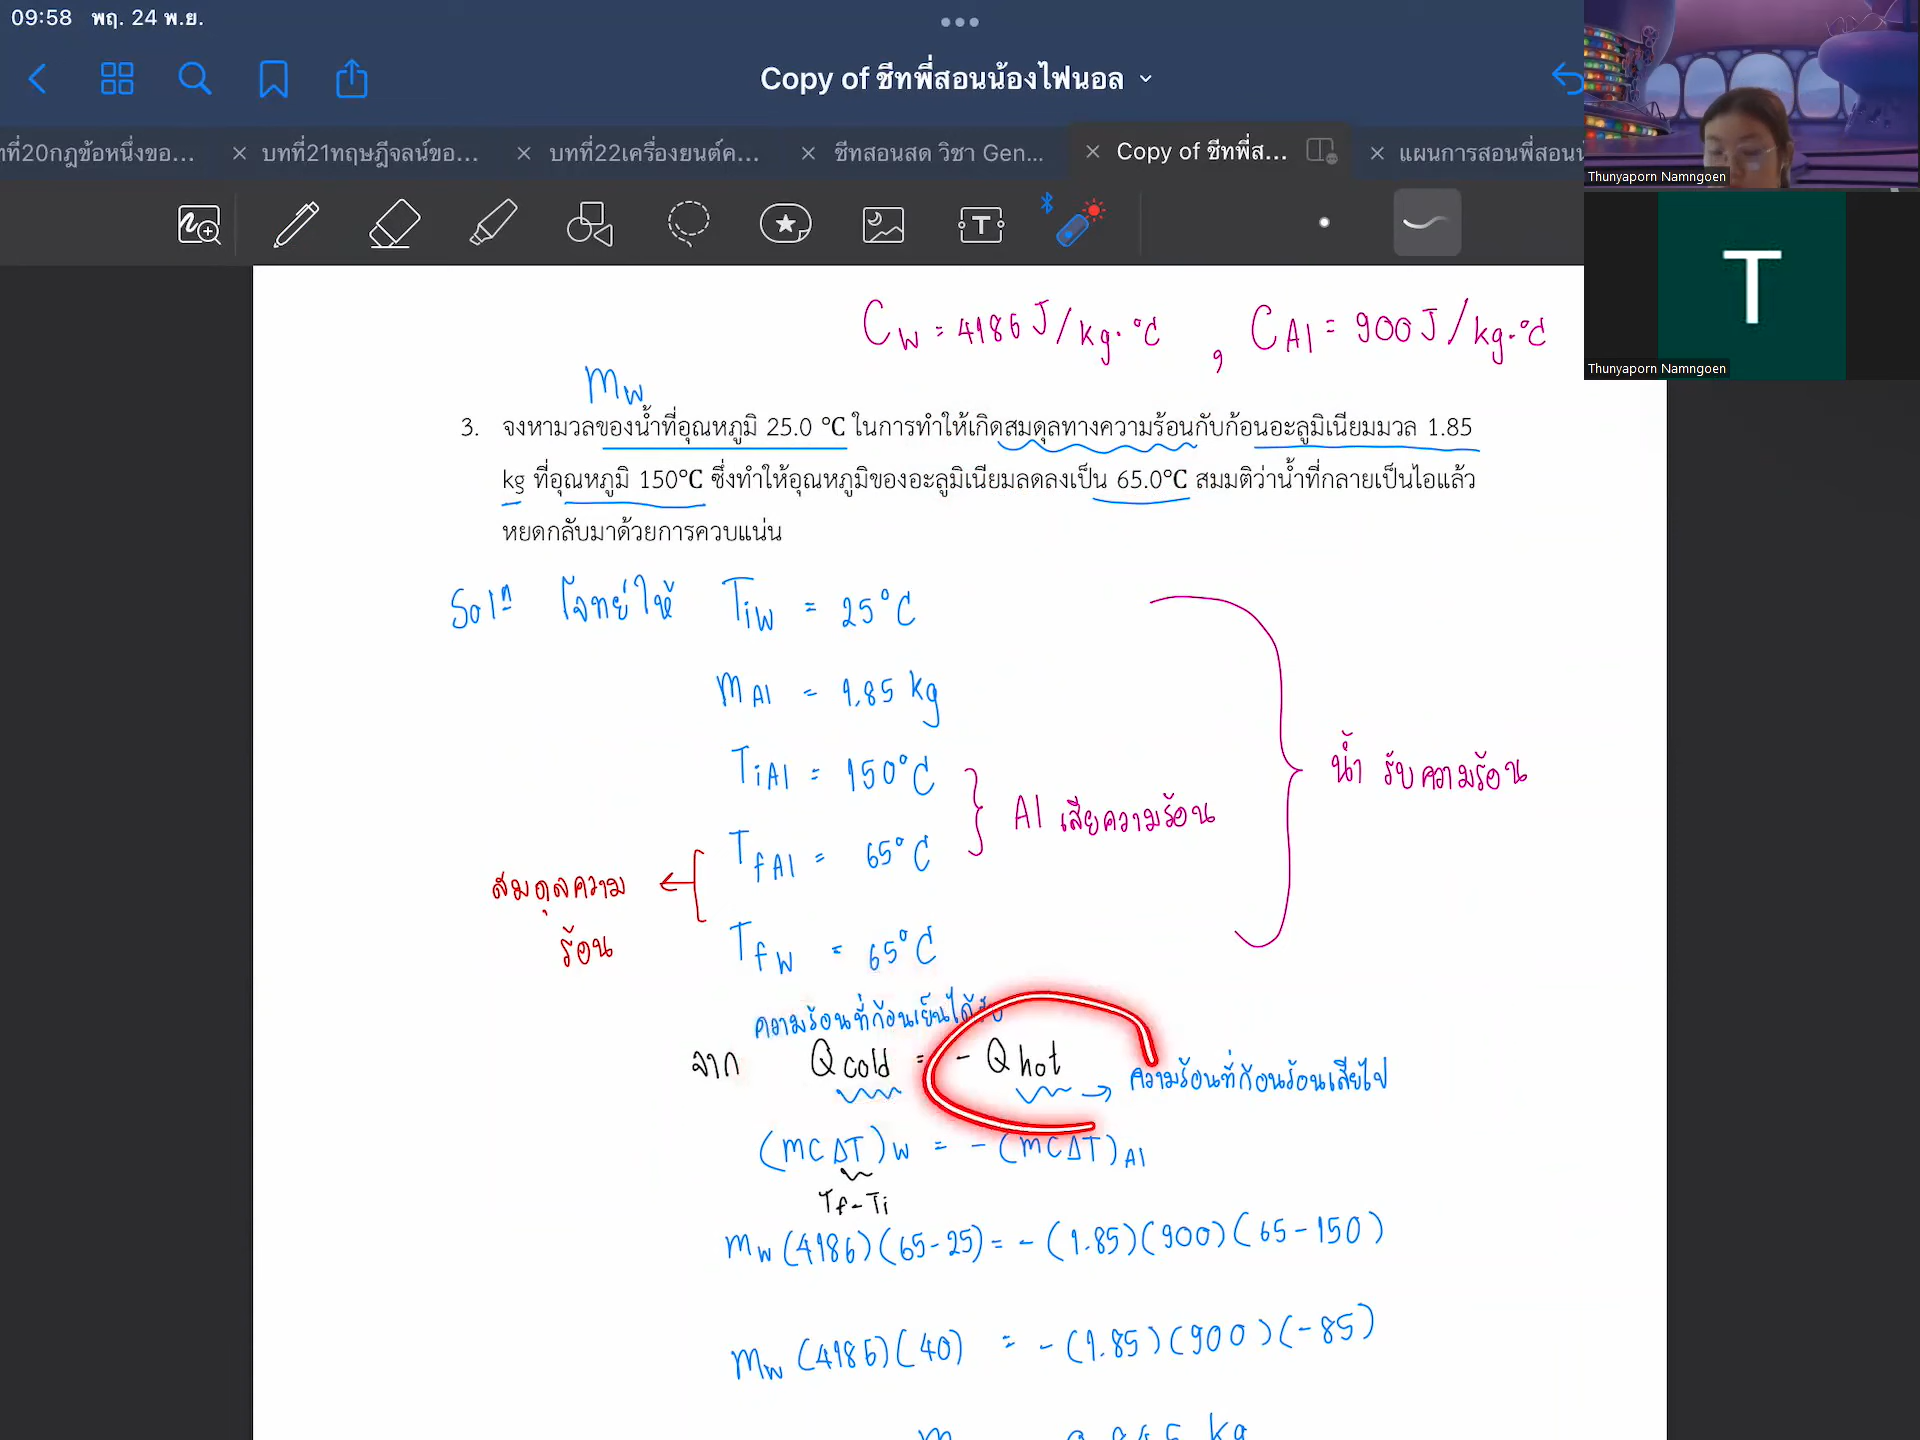 09:58 พฤ. 24 พ.ย.
Copy of ชีทพี่สอนน้องไฟนอล
ที่20กฎข้อหนึ่งขอ... × บทที่21ทฤษฎีจลน์ขอ... × บทที่22เครื่องยนต์ค... × ชีทสอนสด วิชา Gen... × Copy of ชีทพี่ส... × แผนการสอนพี่สอน
Thunyaporn Namngoen
T
Thunyaporn Namngoen
C_W = 4186 J/kg·°C , C_Al = 900 J/kg·°C
m_W
3. จงหามวลของน้ำที่อุณหภูมิ 25.0 °C ในการทำให้เกิดสมดุลทางความร้อนกับก้อนอะลูมิเนียมมวล 1.85
kg ที่อุณหภูมิ 150°C ซึ่งทำให้อุณหภูมิของอะลูมิเนียมลดลงเป็น 65.0°C สมมติว่าน้ำที่กลายเป็นไอแล้ว
หยดกลับมาด้วยการควบแน่น
Solⁿ โจทย์ให้ T_iW = 25°C
m_Al = 1.85 kg
T_iAl = 150°C
Al เสียความร้อน
น้ำ รับความร้อน
T_fAl = 65°C
สมดุลความ
ร้อน
T_fW = 65°C
ความร้อนที่ก้อนเย็นได้รับ
จาก Q_cold = - Q_hot → ความร้อนที่ก้อนร้อนเสียไป
(mcΔT)_W = - (mcΔT)_Al
T_f - T_i
m_W (4186)(65-25) = - (1.85)(900)(65-150)
m_W (4186)(40) = - (1.85)(900)(-85)